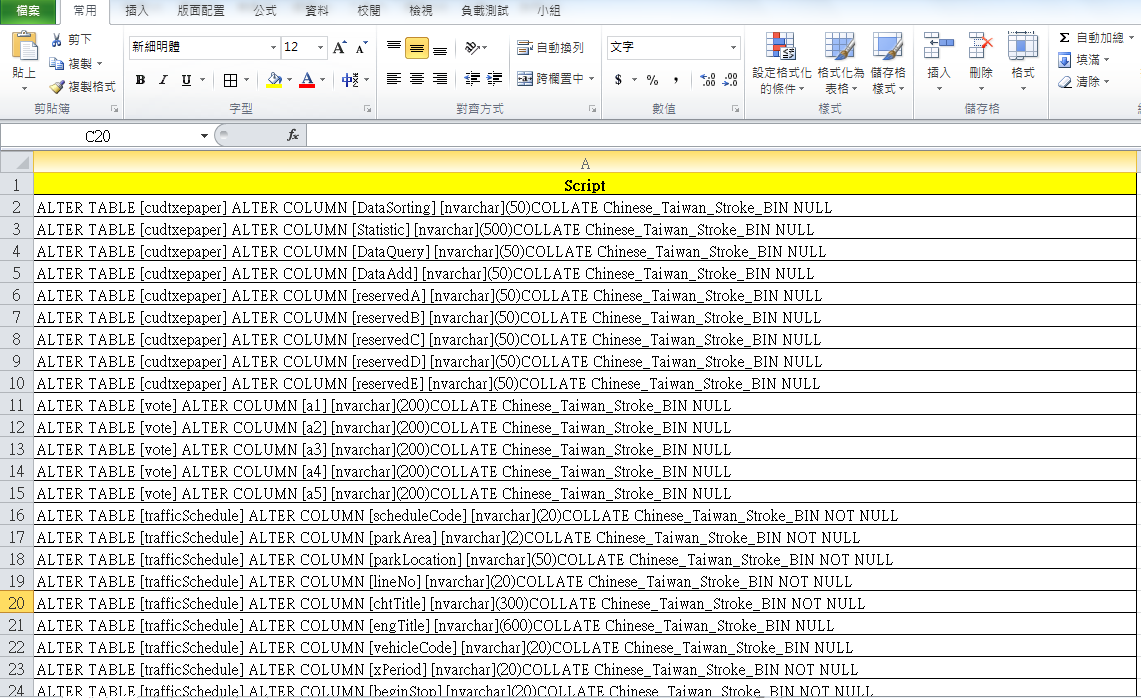 檔案 常用 插入 版面配置 公式 資料 校閱 檢視 負載測試 小組
貼上 剪下 複製 複製格式 剪貼簿
新細明體 12 A A
B I U A 中 字型
自動換列 跨欄置中 對齊方式
文字 $ % , .00 .00 數值
設定格式化的條件 格式化為表格 儲存格樣式 樣式
插入 刪除 格式 儲存格
Σ 自動加總 填滿 清除
C20 fx
A
1 Script
2 ALTER TABLE [cudtxepaper] ALTER COLUMN [DataSorting] [nvarchar](50)COLLATE Chinese_Taiwan_Stroke_BIN NULL
3 ALTER TABLE [cudtxepaper] ALTER COLUMN [Statistic] [nvarchar](500)COLLATE Chinese_Taiwan_Stroke_BIN NULL
4 ALTER TABLE [cudtxepaper] ALTER COLUMN [DataQuery] [nvarchar](50)COLLATE Chinese_Taiwan_Stroke_BIN NULL
5 ALTER TABLE [cudtxepaper] ALTER COLUMN [DataAdd] [nvarchar](50)COLLATE Chinese_Taiwan_Stroke_BIN NULL
6 ALTER TABLE [cudtxepaper] ALTER COLUMN [reservedA] [nvarchar](50)COLLATE Chinese_Taiwan_Stroke_BIN NULL
7 ALTER TABLE [cudtxepaper] ALTER COLUMN [reservedB] [nvarchar](50)COLLATE Chinese_Taiwan_Stroke_BIN NULL
8 ALTER TABLE [cudtxepaper] ALTER COLUMN [reservedC] [nvarchar](50)COLLATE Chinese_Taiwan_Stroke_BIN NULL
9 ALTER TABLE [cudtxepaper] ALTER COLUMN [reservedD] [nvarchar](50)COLLATE Chinese_Taiwan_Stroke_BIN NULL
10 ALTER TABLE [cudtxepaper] ALTER COLUMN [reservedE] [nvarchar](50)COLLATE Chinese_Taiwan_Stroke_BIN NULL
11 ALTER TABLE [vote] ALTER COLUMN [a1] [nvarchar](200)COLLATE Chinese_Taiwan_Stroke_BIN NULL
12 ALTER TABLE [vote] ALTER COLUMN [a2] [nvarchar](200)COLLATE Chinese_Taiwan_Stroke_BIN NULL
13 ALTER TABLE [vote] ALTER COLUMN [a3] [nvarchar](200)COLLATE Chinese_Taiwan_Stroke_BIN NULL
14 ALTER TABLE [vote] ALTER COLUMN [a4] [nvarchar](200)COLLATE Chinese_Taiwan_Stroke_BIN NULL
15 ALTER TABLE [vote] ALTER COLUMN [a5] [nvarchar](200)COLLATE Chinese_Taiwan_Stroke_BIN NULL
16 ALTER TABLE [trafficSchedule] ALTER COLUMN [scheduleCode] [nvarchar](20)COLLATE Chinese_Taiwan_Stroke_BIN NOT NULL
17 ALTER TABLE [trafficSchedule] ALTER COLUMN [parkArea] [nvarchar](2)COLLATE Chinese_Taiwan_Stroke_BIN NOT NULL
18 ALTER TABLE [trafficSchedule] ALTER COLUMN [parkLocation] [nvarchar](50)COLLATE Chinese_Taiwan_Stroke_BIN NOT NULL
19 ALTER TABLE [trafficSchedule] ALTER COLUMN [lineNo] [nvarchar](20)COLLATE Chinese_Taiwan_Stroke_BIN NOT NULL
20 ALTER TABLE [trafficSchedule] ALTER COLUMN [chtTitle] [nvarchar](300)COLLATE Chinese_Taiwan_Stroke_BIN NOT NULL
21 ALTER TABLE [trafficSchedule] ALTER COLUMN [engTitle] [nvarchar](600)COLLATE Chinese_Taiwan_Stroke_BIN NULL
22 ALTER TABLE [trafficSchedule] ALTER COLUMN [vehicleCode] [nvarchar](20)COLLATE Chinese_Taiwan_Stroke_BIN NULL
23 ALTER TABLE [trafficSchedule] ALTER COLUMN [xPeriod] [nvarchar](20)COLLATE Chinese_Taiwan_Stroke_BIN NOT NULL
24 ALTER TABLE [trafficSchedule] ALTER COLUMN [beginStop] [nvarchar](20)COLLATE Chinese_Taiwan_Stroke_BIN NOT NULL